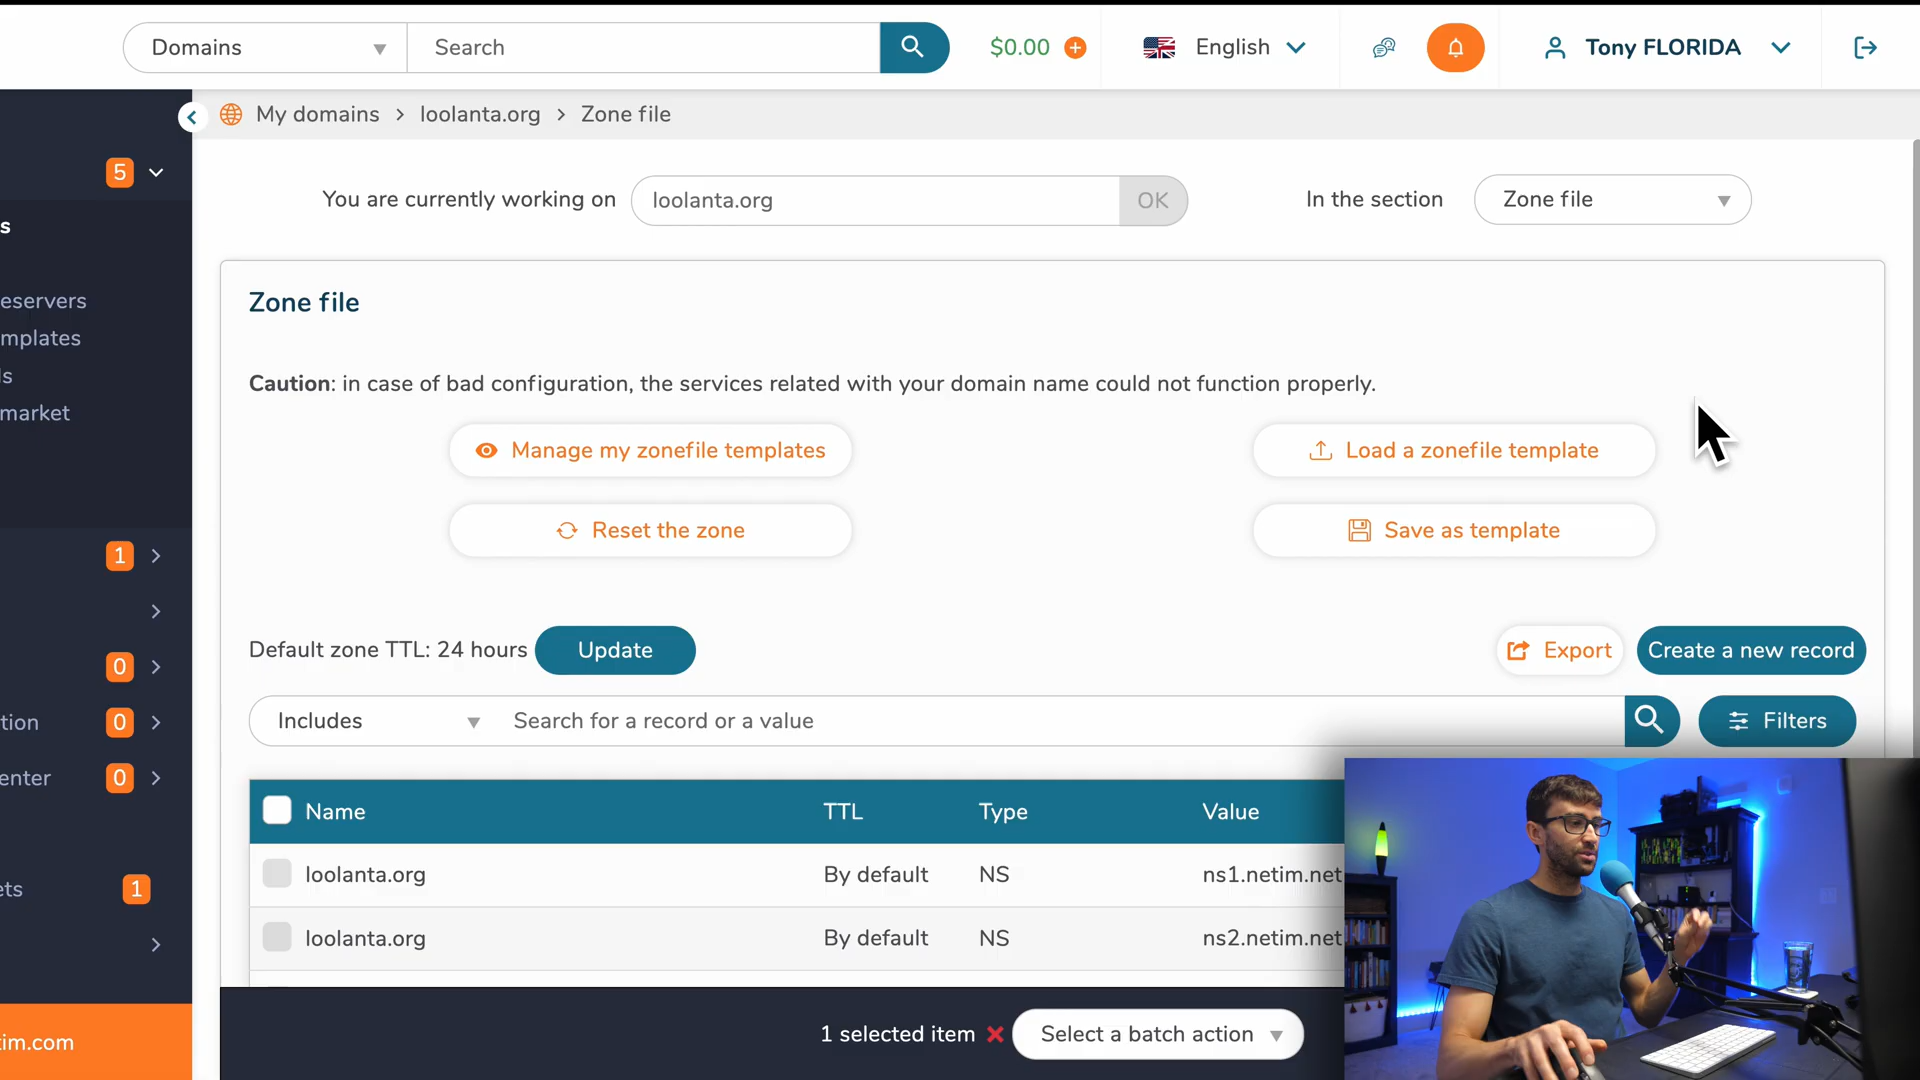 Domains
Search
$0.00
English
Tony FLORIDA
My domains > loolanta.org > Zone file
You are currently working on
loolanta.org
OK
In the section
Zone file
5
s
eservers
mplates
ls
market
1
0
tion
0
enter
0
ets
1
im.com
Zone file
Caution: in case of bad configuration, the services related with your domain name could not function properly.
Manage my zonefile templates
Load a zonefile template
Reset the zone
Save as template
Default zone TTL: 24 hours
Update
Export
Create a new record
Includes
Search for a record or a value
Filters
Name TTL Type Value
loolanta.org By default NS ns1.netim.net
loolanta.org By default NS ns2.netim.net
1 selected item
Select a batch action